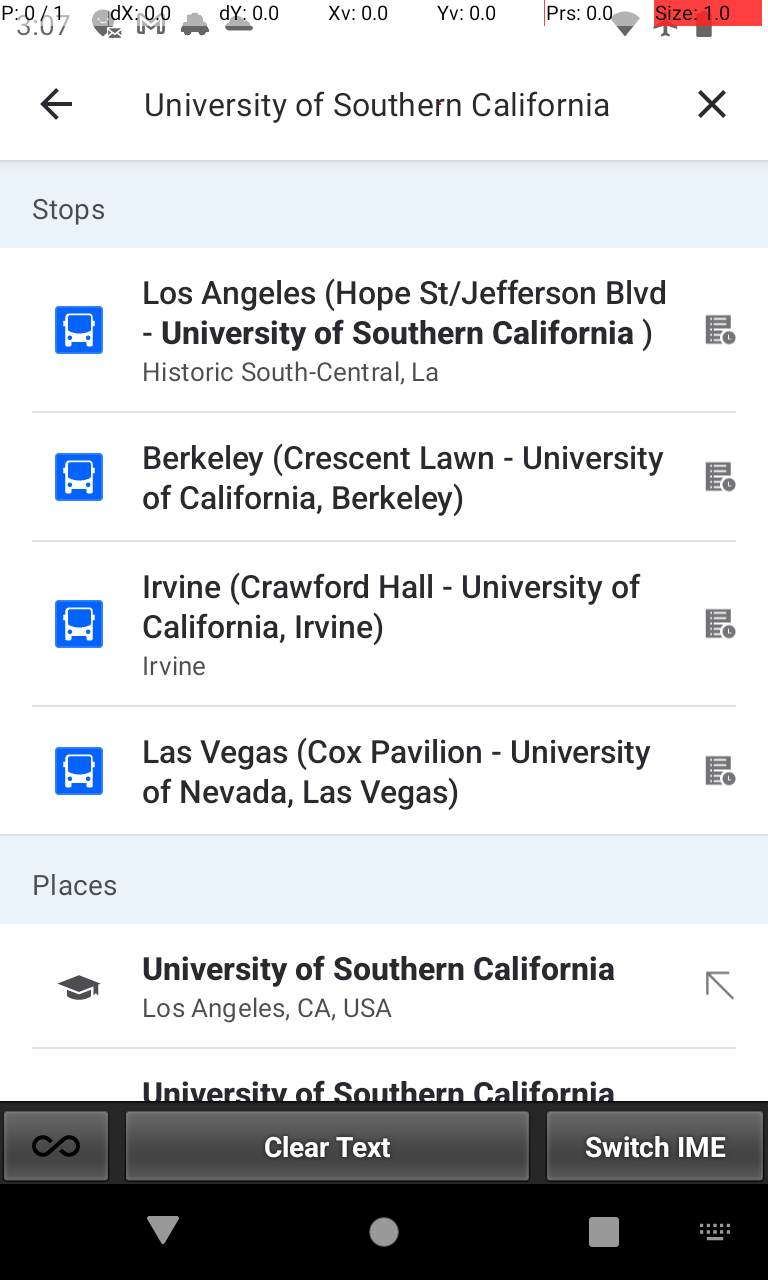 P: 0 / 1 dX: 0.0 dY: 0.0 Xv: 0.0 Yv: 0.0 Prs: 0.0 Size: 1.0
3:07
University of Southern California
Stops
Los Angeles (Hope St/Jefferson Blvd
- University of Southern California )
Historic South-Central, La
Berkeley (Crescent Lawn - University
of California, Berkeley)
Irvine (Crawford Hall - University of
California, Irvine)
Irvine
Las Vegas (Cox Pavilion - University
of Nevada, Las Vegas)
Places
University of Southern California
Los Angeles, CA, USA
University of Southern California
Clear Text Switch IME